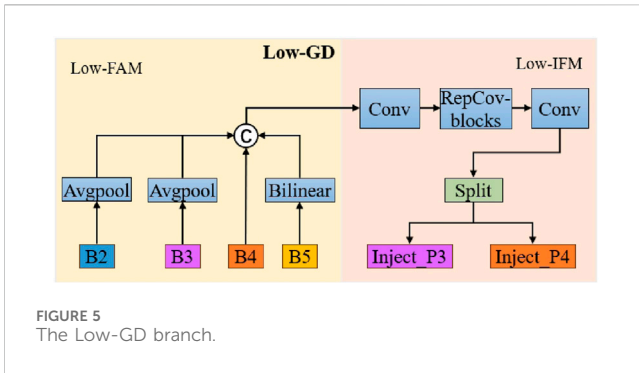 Low-GD
Low-FAM
Low-IFM
Conv
RepCov-
blocks
Conv
C
Avgpool
Avgpool
Bilinear
Split
B2
B3
B4
B5
Inject_P3
Inject_P4
FIGURE 5
The Low-GD branch.